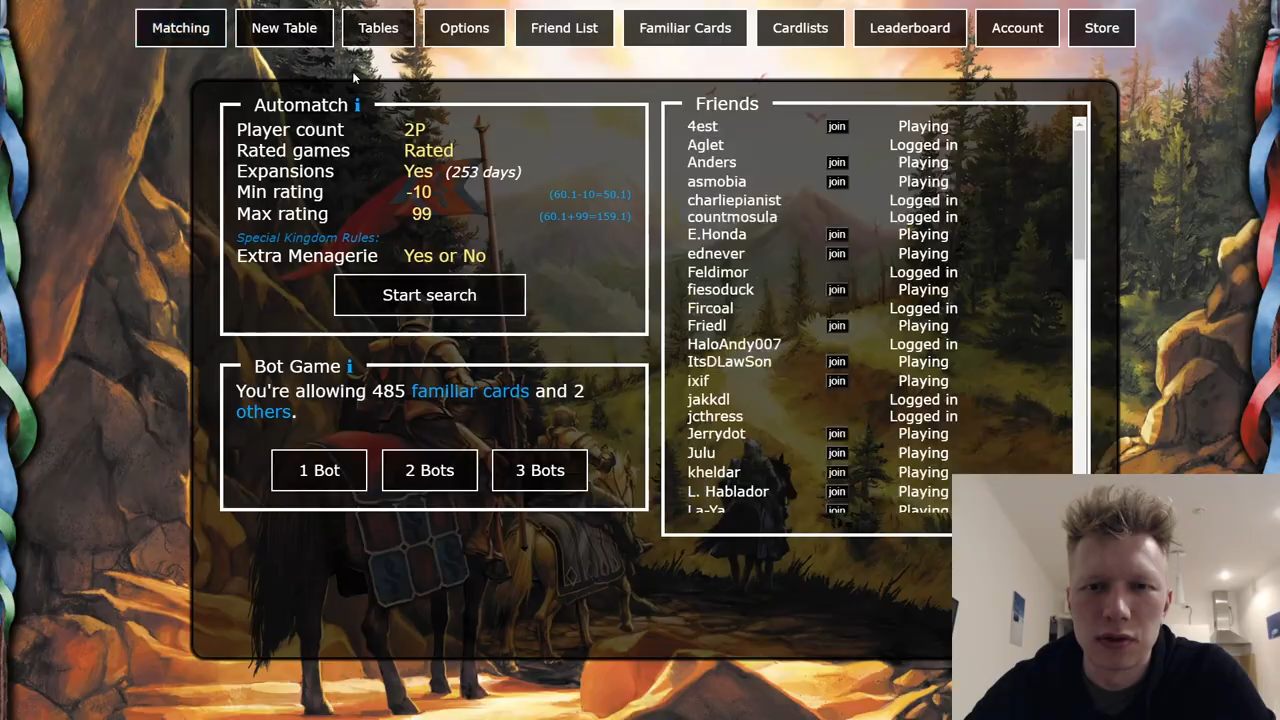 Matching
New Table
Tables
Options
Friend List
Familiar Cards
Cardlists
Leaderboard
Account
Store
Automatch i
Player count 2P
Rated games Rated
Expansions Yes (253 days)
Min rating -10 (60.1-10=50.1)
Max rating 99 (60.1+99=159.1)
Special Kingdom Rules:
Extra Menagerie Yes or No
Start search
Bot Game i
You're allowing 485 familiar cards and 2
others.
1 Bot
2 Bots
3 Bots
Friends
4est join Playing
Aglet Logged in
Anders join Playing
asmobia join Playing
charliepianist Logged in
countmosula Logged in
E.Honda join Playing
ednever join Playing
Feldimor Logged in
fiesoduck join Playing
Fircoal Logged in
Friedl join Playing
HaloAndy007 Logged in
ItsDLawSon join Playing
ixif join Playing
jakkdl Logged in
jcthress Logged in
Jerrydot join Playing
Julu join Playing
kheldar join Playing
L. Hablador join Playing
La-Ya join Playing